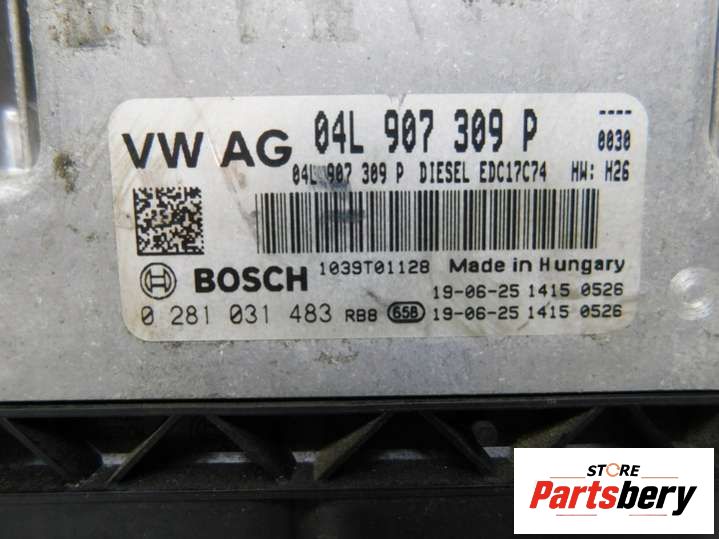 VW AG 04L 907 309 P ----
0030
04L 907 309 P DIESEL EDC17C74 HW: H26
1039T01128 Made in Hungary
BOSCH 19-06-25 1415 0526
0 281 031 483 RB8 658 19-06-25 1415 0526
STORE
Partsbery